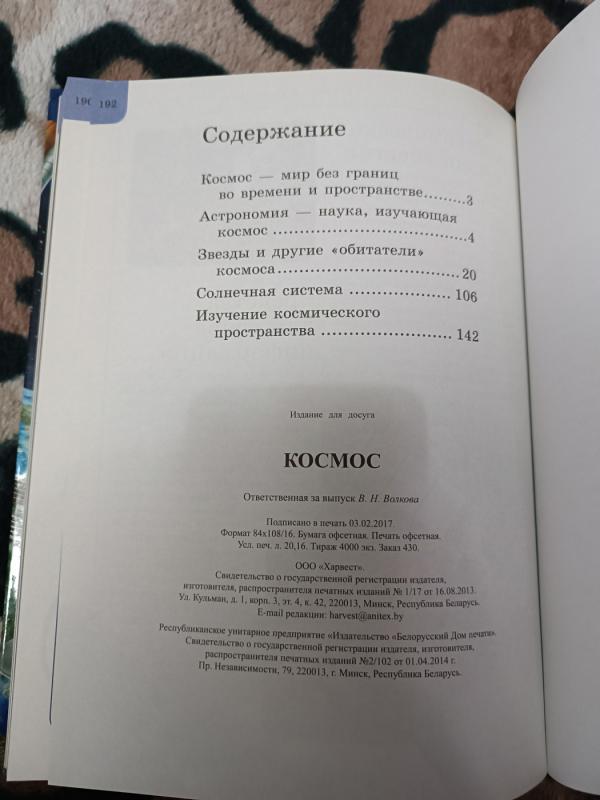 192
Содержание
Космос — мир без границ
во времени и пространстве.........3
Астрономия — наука, изучающая
космос ....................................4
Звезды и другие «обитатели»
космоса..................................20
Солнечная система ...................106
Изучение космического
пространства ........................142
Издание для досуга
КОСМОС
Ответственная за выпуск В. Н. Волкова
Подписано в печать 03.02.2017.
Формат 84х108/16. Бумага офсетная. Печать офсетная.
Усл. печ. л. 20,16. Тираж 4000 экз. Заказ 430.
ООО «Харвест».
Свидетельство о государственной регистрации издателя,
изготовителя, распространителя печатных изданий № 1/17 от 16.08.2013.
Ул. Кульман, д. 1, корп. 3, эт. 4, к. 42, 220013, Минск, Республика Беларусь.
E-mail редакции: harvest@anitex.by
Республиканское унитарное предприятие «Издательство «Белорусский Дом печати».
Свидетельство о государственной регистрации издателя, изготовителя,
распространителя печатных изданий №2/102 от 01.04.2014 г.
Пр. Независимости, 79, 220013, г. Минск, Республика Беларусь.